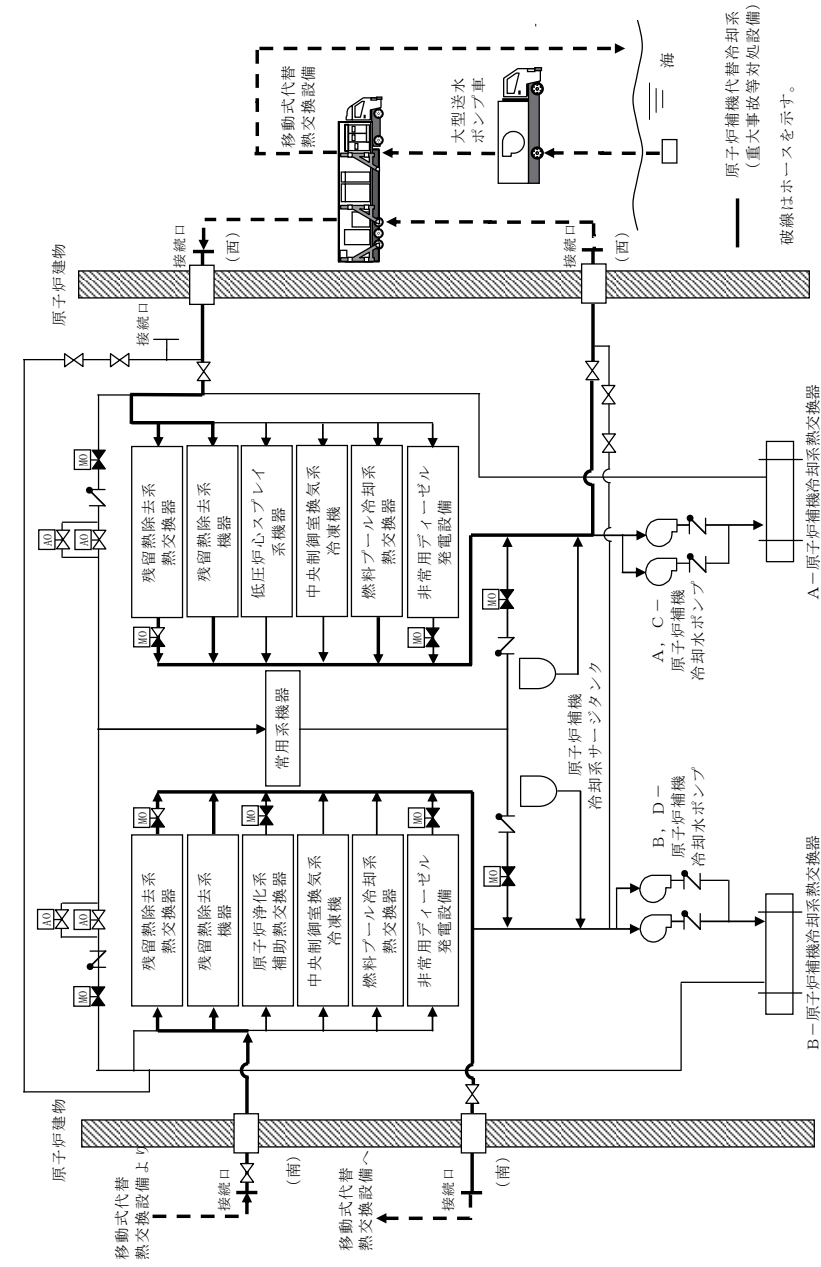 原子炉建物
移動式代替
熱交換設備より
接続口
(南)
移動式代替
熱交換設備へ
接続口
(南)
MO
AO
AO
残留熱除去系
熱交換器
残留熱除去系
機器
原子炉浄化系
補助熱交換器
中央制御室換気系
冷凍機
燃料プール冷却系
熱交換器
非常用ディーゼル
発電設備
MO
MO
MO
MO
B-原子炉補機冷却系熱交換器
B, D-
原子炉補機
冷却水ポンプ
常用系機器
原子炉補機
冷却系サージタンク
AO
AO
MO
残留熱除去系
熱交換器
残留熱除去系
機器
低圧炉心スプレイ
系機器
中央制御室換気系
冷凍機
燃料プール冷却系
熱交換器
非常用ディーゼル
発電設備
MO
MO
MO
A, C-
原子炉補機
冷却水ポンプ
A-原子炉補機冷却系熱交換器
原子炉建物
接続口
接続口
(西)
接続口
(西)
移動式代替
熱交換設備
大型送水
ポンプ車
海
原子炉補機代替冷却系
(重大事故等対処設備)
破線はホースを示す。